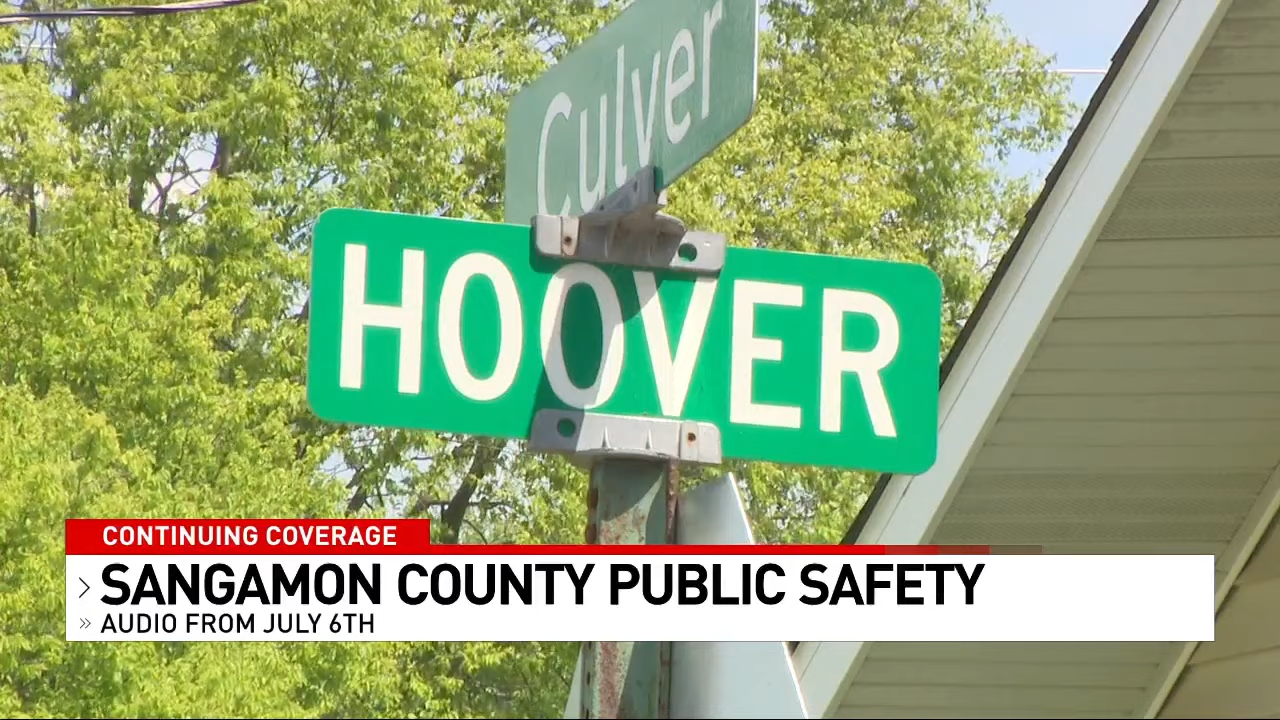 Culver
HOOVER
CONTINUING COVERAGE
SANGAMON COUNTY PUBLIC SAFETY
AUDIO FROM JULY 6TH